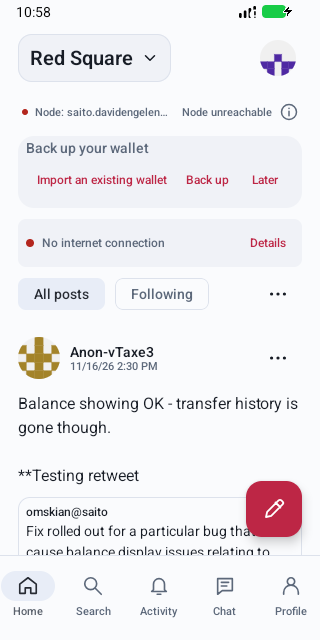 10:58
Red Square
Node: saito.davidengelen... Node unreachable
Back up your wallet
Import an existing wallet Back up Later
No internet connection Details
All posts Following
Anon-vTaxe3
11/16/26 2:30 PM
Balance showing OK - transfer history is
gone though.
**Testing retweet
omskian@saito
Fix rolled out for a particular bug
cause balance display issues relating to
Home Search Activity Chat Profile